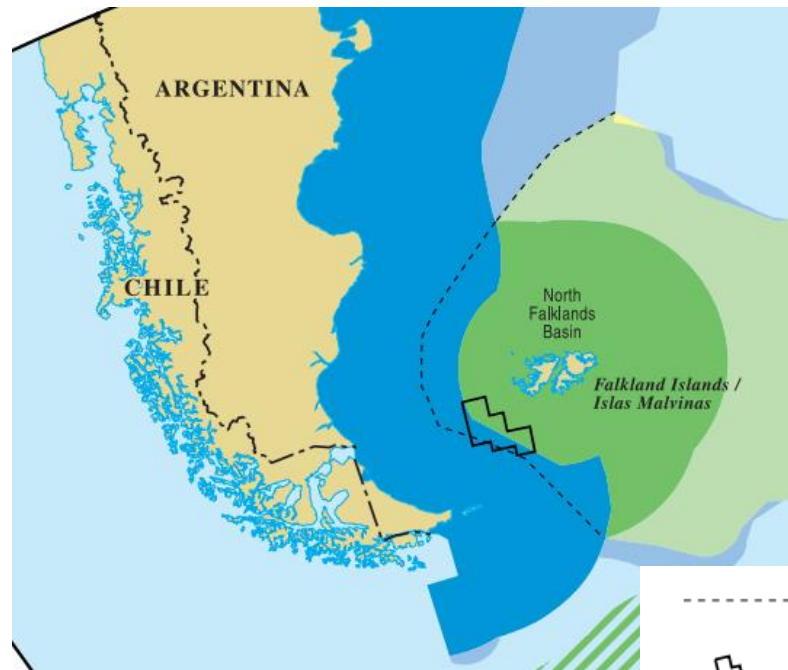 ARGENTINA
CHILE
North
Falklands
Basin
Falkland Islands /
Islas Malvinas